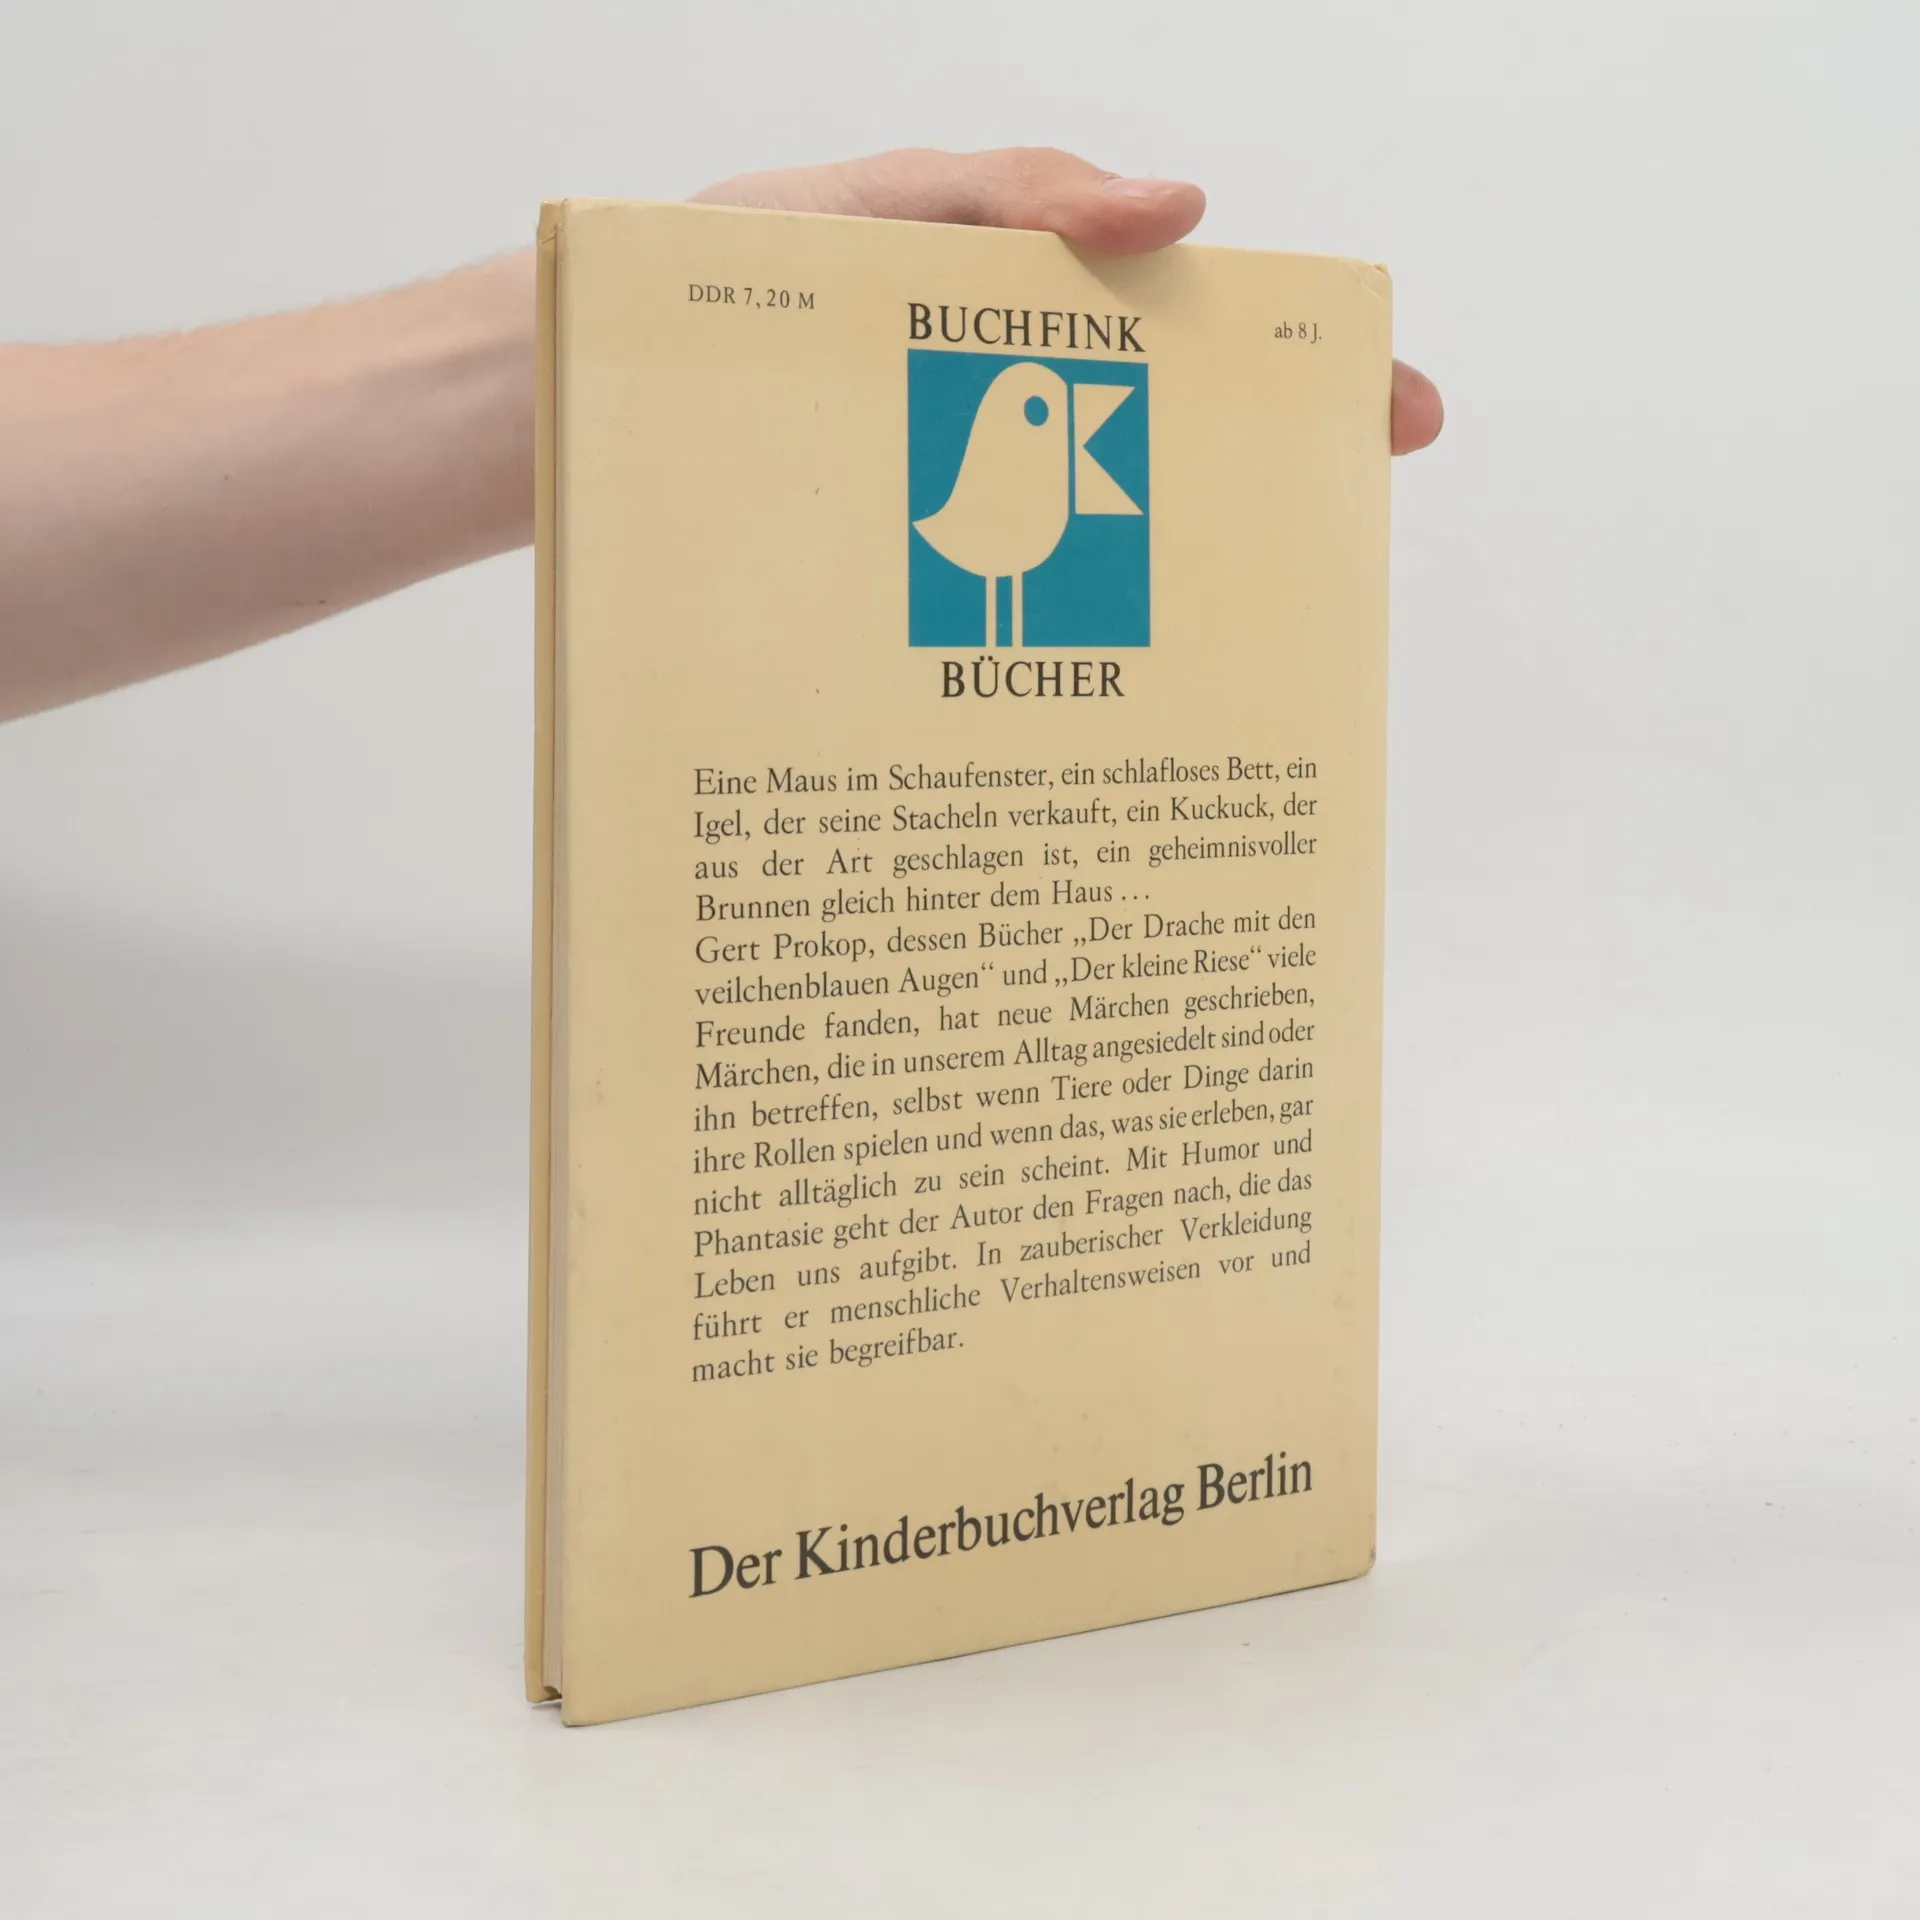 DDR 7,20 M
BUCHFINK
ab 8 J.
BÜCHER
Eine Maus im Schaufenster, ein schlafloses Bett, ein
Igel, der seine Stacheln verkauft, ein Kuckuck, der
aus der Art geschlagen ist, ein geheimnisvoller
Brunnen gleich hinter dem Haus ...
Gert Prokop, dessen Bücher „Der Drache mit den
veilchenblauen Augen“ und „Der kleine Riese“ viele
Freunde fanden, hat neue Märchen geschrieben,
Märchen, die in unserem Alltag angesiedelt sind oder
ihn betreffen, selbst wenn Tiere oder Dinge darin
ihre Rollen spielen und wenn das, was sie erleben, gar
nicht alltäglich zu sein scheint. Mit Humor und
Phantasie geht der Autor den Fragen nach, die das
Leben uns aufgibt. In zauberischer Verkleidung
führt er menschliche Verhaltensweisen vor und
macht sie begreifbar.
Der Kinderbuchverlag Berlin